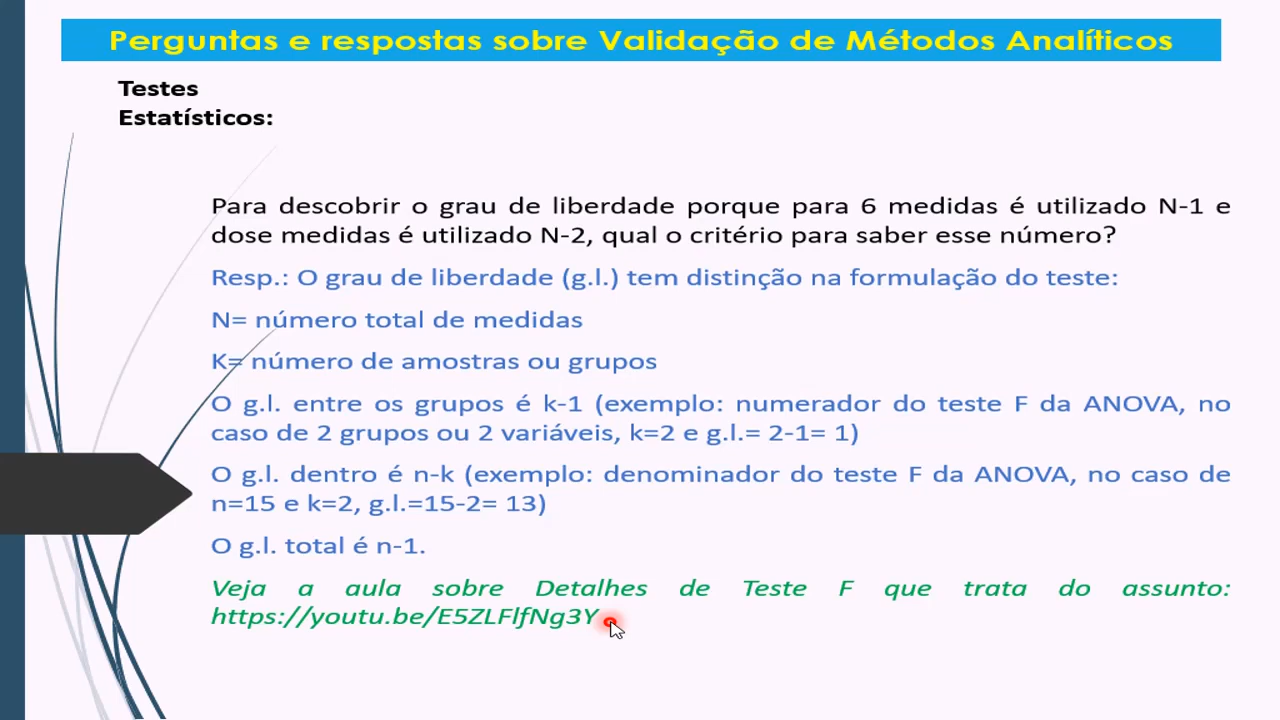 Perguntas e respostas sobre Validação de Métodos Analíticos
Testes
Estatísticos:
Para descobrir o grau de liberdade porque para 6 medidas é utilizado N-1 e
dose medidas é utilizado N-2, qual o critério para saber esse número?
Resp.: O grau de liberdade (g.l.) tem distinção na formulação do teste:
N= número total de medidas
K= número de amostras ou grupos
O g.l. entre os grupos é k-1 (exemplo: numerador do teste F da ANOVA, no
caso de 2 grupos ou 2 variáveis, k=2 e g.l.= 2-1= 1)
O g.l. dentro é n-k (exemplo: denominador do teste F da ANOVA, no caso de
n=15 e k=2, g.l.=15-2= 13)
O g.l. total é n-1.
Veja a aula sobre Detalhes de Teste F que trata do assunto:
https://youtu.be/E5ZLFlfNg3Y